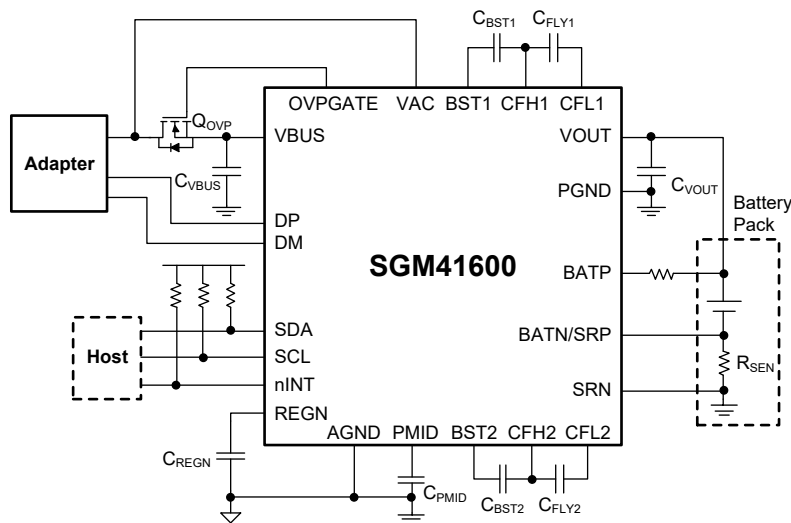 CBST1 CFLY1
OVPGATE VAC BST1 CFH1 CFL1
QOVP
VBUS VOUT
Adapter
CVBUS
CVOUT
PGND
Battery
Pack
DP
DM
SGM41600
BATP
SDA
BATN/SRP
Host
SCL
RSEN
nINT
SRN
REGN
AGND PMID BST2 CFH2 CFL2
CREGN
CPMID
CBST2 CFLY2